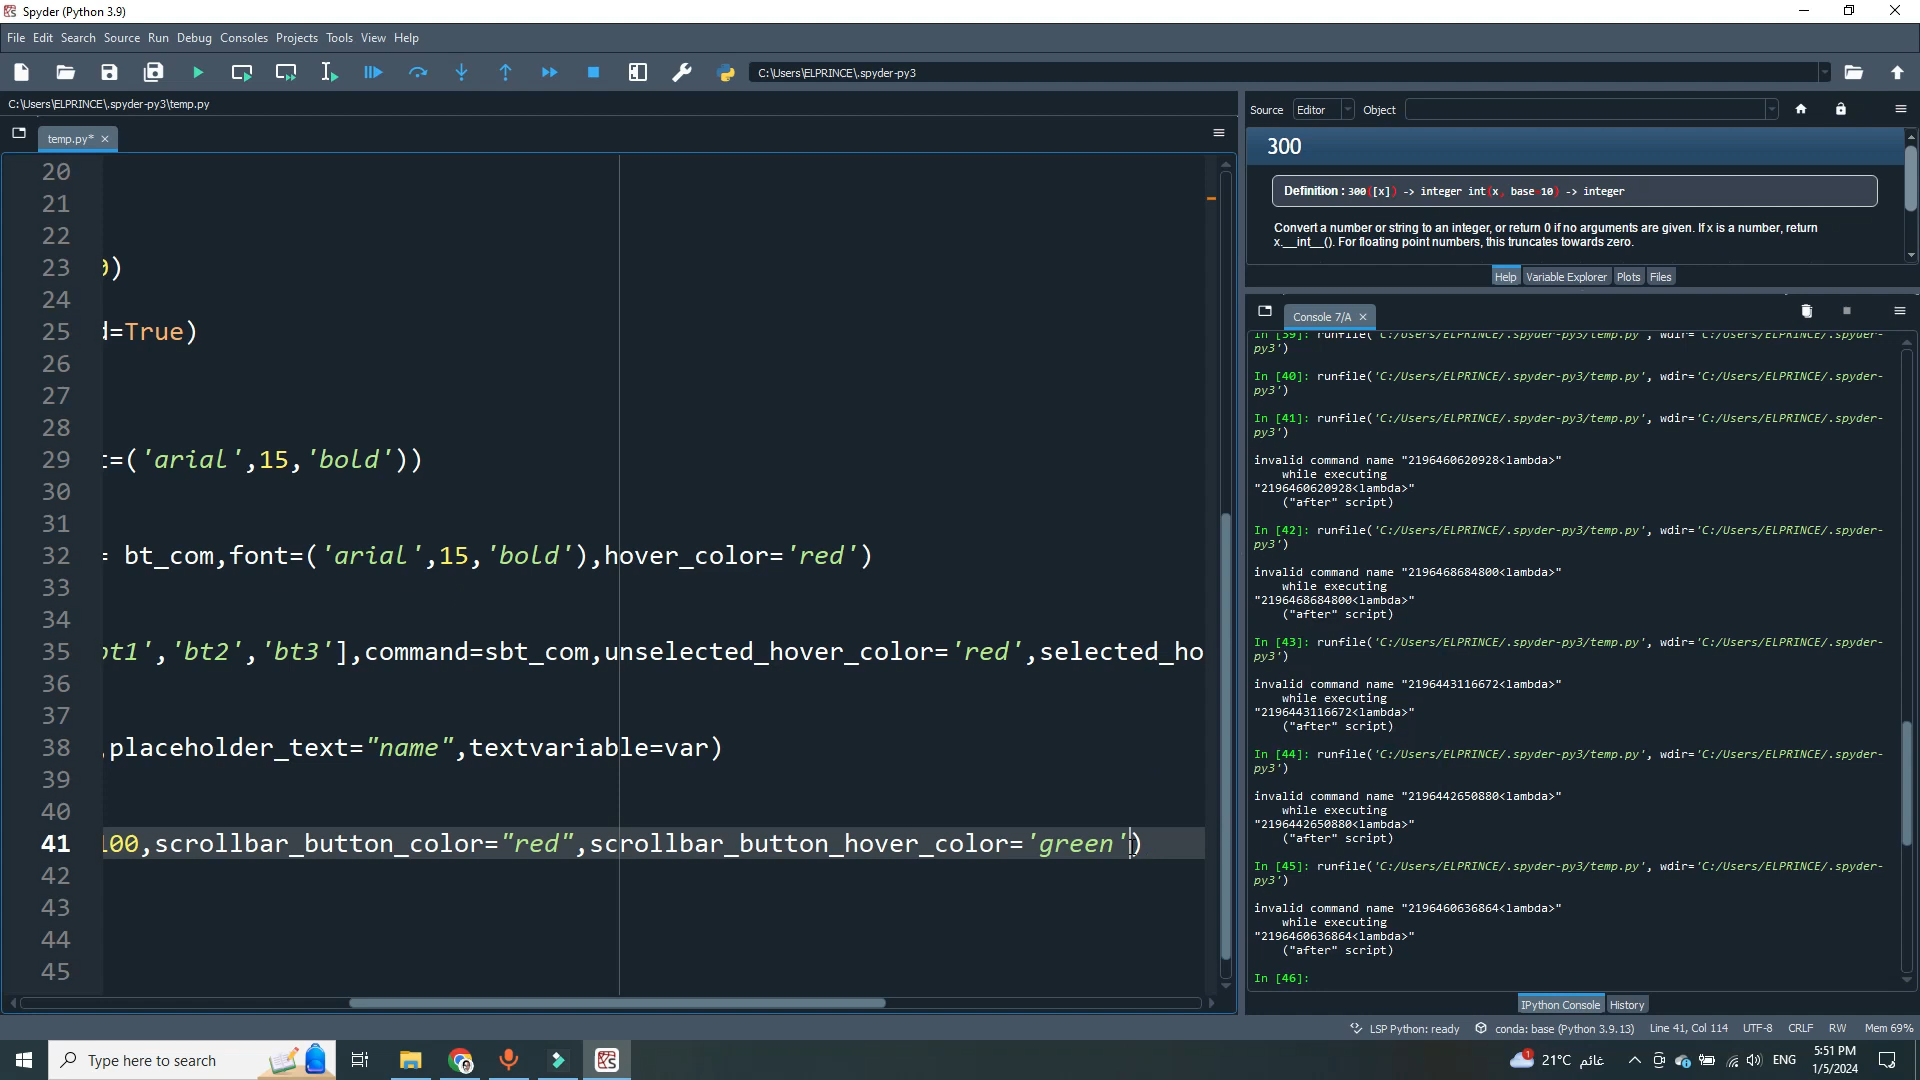 Spyder (Python 3.9)
File Edit Search Source Run Debug Consoles Projects Tools View Help
C:\Users\ELPRINCE\.spyder-py3
C:\Users\ELPRINCE\.spyder-py3\temp.py
temp.py*
20
21
22
23 0)
24
25 d=True)
26
27
28
29 t=('arial',15,'bold'))
30
31
32 = bt_com,font=('arial',15,'bold'),hover_color='red')
33
34
35 bt1','bt2','bt3'],command=sbt_com,unselected_hover_color='red',selected_ho
36
37
38 ,placeholder_text="name",textvariable=var)
39
40
41 100,scrollbar_button_color="red",scrollbar_button_hover_color='green')
42
43
44
45
Source Editor Object
300
Definition : 300([x]) -> integer int(x, base=10) -> integer
Convert a number or string to an integer, or return 0 if no arguments are given. If x is a number, return
x.__int__(). For floating point numbers, this truncates towards zero.
Help Variable Explorer Plots Files
Console 7/A
In [39]: runfile('C:/Users/ELPRINCE/.spyder-py3/temp.py', wdir='C:/Users/ELPRINCE/.spyder-
py3')
In [40]: runfile('C:/Users/ELPRINCE/.spyder-py3/temp.py', wdir='C:/Users/ELPRINCE/.spyder-
py3')
In [41]: runfile('C:/Users/ELPRINCE/.spyder-py3/temp.py', wdir='C:/Users/ELPRINCE/.spyder-
py3')
invalid command name "2196460620928<lambda>"
while executing
"2196460620928<lambda>"
("after" script)
In [42]: runfile('C:/Users/ELPRINCE/.spyder-py3/temp.py', wdir='C:/Users/ELPRINCE/.spyder-
py3')
invalid command name "2196468684800<lambda>"
while executing
"2196468684800<lambda>"
("after" script)
In [43]: runfile('C:/Users/ELPRINCE/.spyder-py3/temp.py', wdir='C:/Users/ELPRINCE/.spyder-
py3')
invalid command name "2196443116672<lambda>"
while executing
"2196443116672<lambda>"
("after" script)
In [44]: runfile('C:/Users/ELPRINCE/.spyder-py3/temp.py', wdir='C:/Users/ELPRINCE/.spyder-
py3')
invalid command name "2196442650880<lambda>"
while executing
"2196442650880<lambda>"
("after" script)
In [45]: runfile('C:/Users/ELPRINCE/.spyder-py3/temp.py', wdir='C:/Users/ELPRINCE/.spyder-
py3')
invalid command name "2196460636864<lambda>"
while executing
"2196460636864<lambda>"
("after" script)
In [46]:
IPython Console History
LSP Python: ready conda: base (Python 3.9.13) Line 41, Col 114 UTF-8 CRLF RW Mem 69%
Type here to search
1 21°C غائم ENG 5:51 PM
1/5/2024